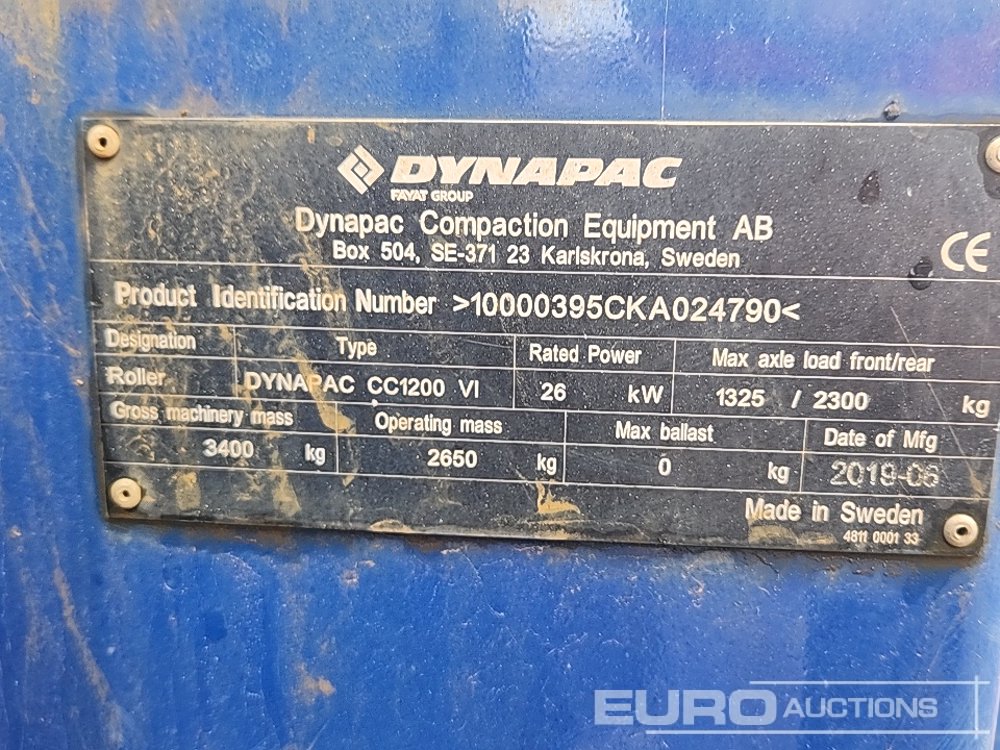 DYNAPAC
FAYAT GROUP
Dynapac Compaction Equipment AB
Box 504, SE-371 23 Karlskrona, Sweden
CE
Product Identification Number >10000395CKA024790<
Designation Type Rated Power Max axle load front/rear
Roller DYNAPAC CC1200 VI 26 kW 1325 / 2300 kg
Gross machinery mass Operating mass Max ballast Date of Mfg
3400 kg 2650 kg 0 kg 2019-06
Made in Sweden
4811 0001 33
EURO AUCTIONS